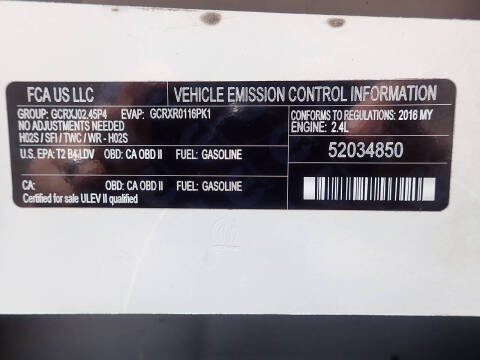 FCA US LLC
VEHICLE EMISSION CONTROL INFORMATION
GROUP: GCRXJ02.45P4 EVAP: GCRXR0116PK1
NO ADJUSTMENTS NEEDED
H02S / SFI / TWC / WR - H02S
CONFORMS TO REGULATIONS: 2016 MY
ENGINE: 2.4L
U.S. EPA: T2 B4 LDV OBD: CA OBD II FUEL: GASOLINE
52034850
CA: OBD: CA OBD II FUEL: GASOLINE
Certified for sale ULEV II qualified